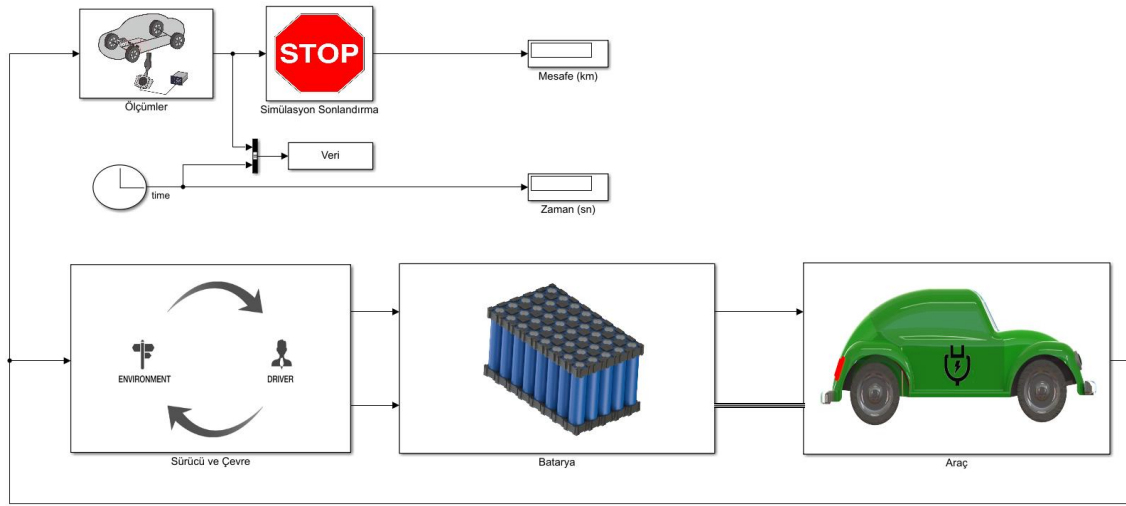 STOP
Mesafe (km)
Ölçümler
Simülasyon Sonlandırma
Veri
time
Zaman (sn)
ENVIRONMENT
DRIVER
Sürücü ve Çevre
Batarya
Araç